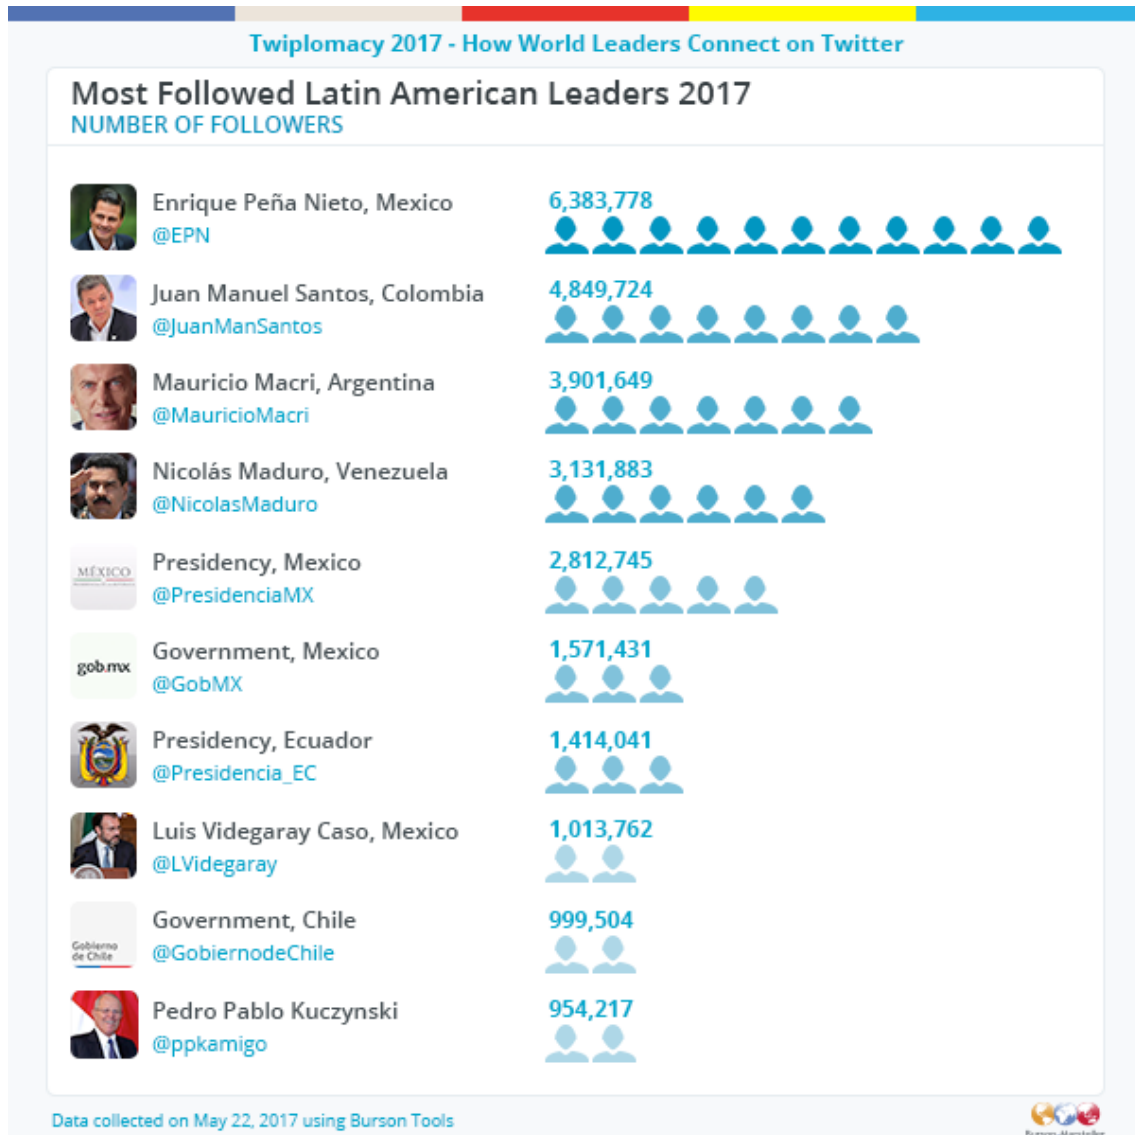 Twiplomacy 2017 - How World Leaders Connect on Twitter
Most Followed Latin American Leaders 2017
NUMBER OF FOLLOWERS
Enrique Peña Nieto, Mexico
@EPN
6,383,778
Juan Manuel Santos, Colombia
@JuanManSantos
4,849,724
Mauricio Macri, Argentina
@MauricioMacri
3,901,649
Nicolás Maduro, Venezuela
@NicolasMaduro
3,131,883
MÉXICO
Presidency, Mexico
@PresidenciaMX
2,812,745
gob.mx
Government, Mexico
@GobMX
1,571,431
Presidency, Ecuador
@Presidencia_EC
1,414,041
Luis Videgaray Caso, Mexico
@LVidegaray
1,013,762
Gobierno
de Chile
Government, Chile
@GobiernodeChile
999,504
Pedro Pablo Kuczynski
@ppkamigo
954,217
Data collected on May 22, 2017 using Burson Tools